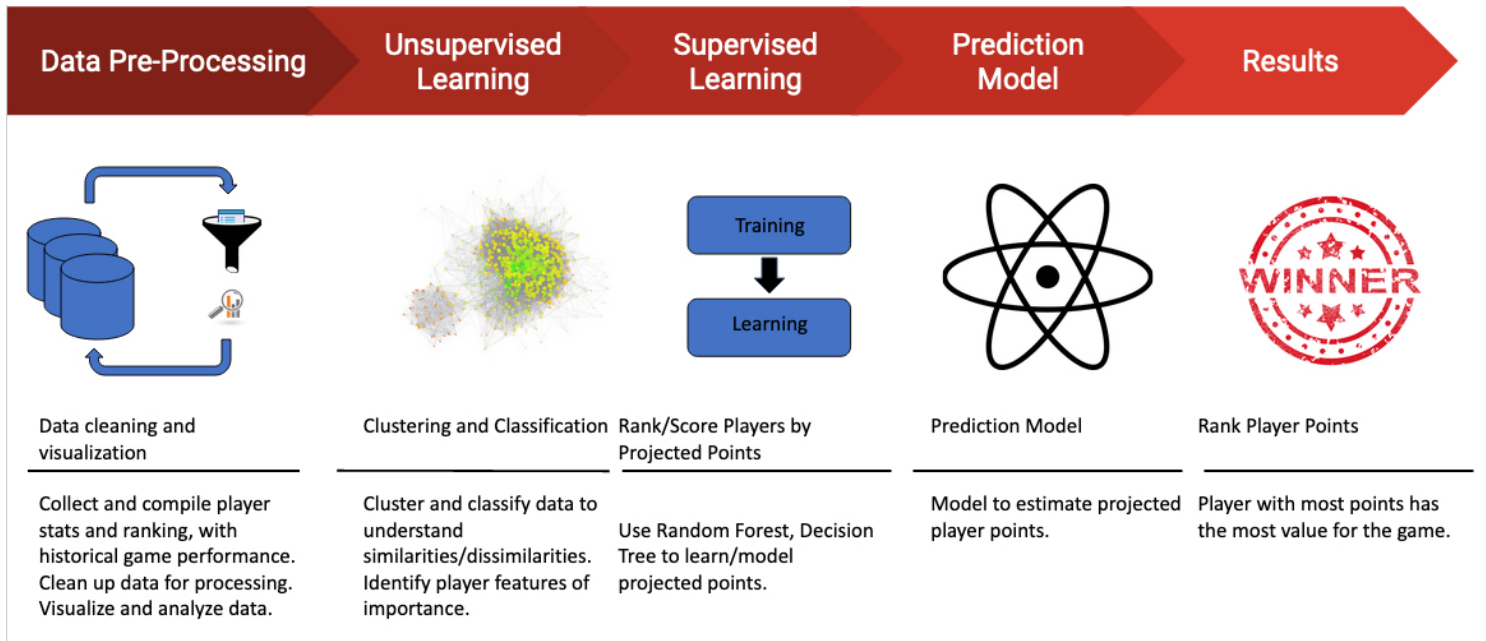 Data Pre-Processing
Unsupervised
Learning
Supervised
Learning
Prediction
Model
Results
Training
Learning
WINNER
Data cleaning and
visualization
Clustering and Classification
Rank/Score Players by
Projected Points
Prediction Model
Rank Player Points
Collect and compile player
stats and ranking, with
historical game performance.
Clean up data for processing.
Visualize and analyze data.
Cluster and classify data to
understand
similarities/dissimilarities.
Identify player features of
importance.
Use Random Forest, Decision
Tree to learn/model
projected points.
Model to estimate projected
player points.
Player with most points has
the most value for the game.